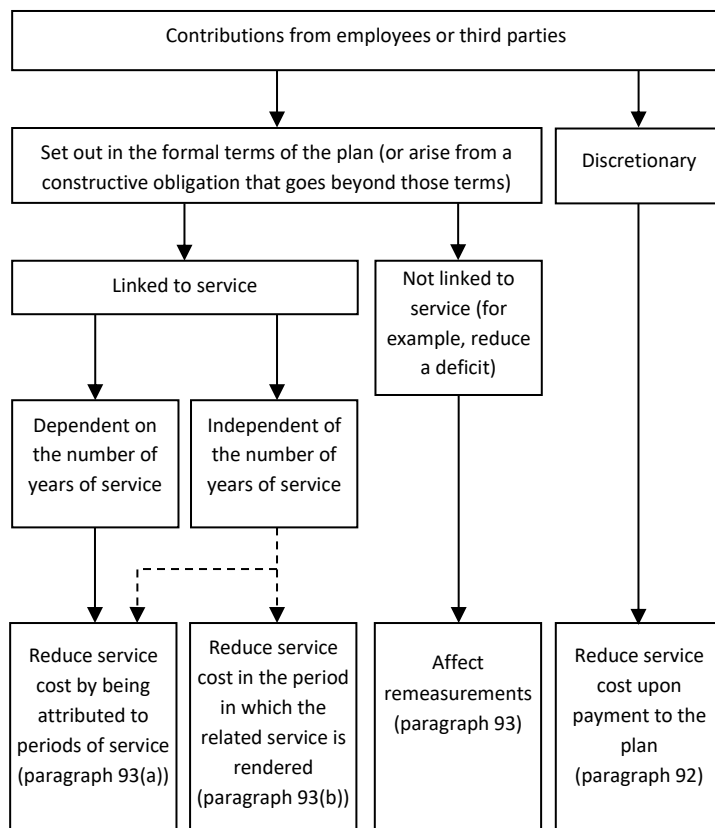 Contributions from employees or third parties
Set out in the formal terms of the plan (or arise from a
constructive obligation that goes beyond those terms)
Discretionary
Linked to service
Not linked to
service (for
example, reduce
a deficit)
Dependent on
the number of
years of service
Independent of
the number of
years of service
Reduce service
cost by being
attributed to
periods of service
(paragraph 93(a))
Reduce service
cost in the period
in which the
related service is
rendered
(paragraph 93(b))
Affect
remeasurements
(paragraph 93)
Reduce service
cost upon
payment to the
plan
(paragraph 92)